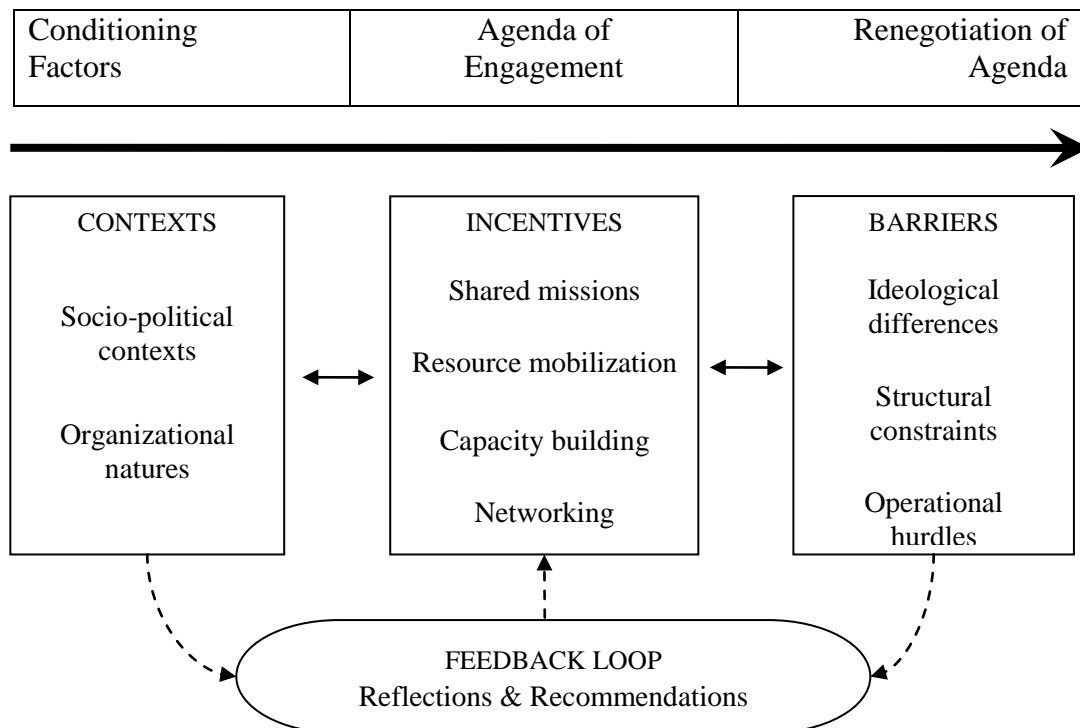 Conditioning
Factors
Agenda of
Engagement
Renegotiation of
Agenda
CONTEXTS
Socio-political
contexts
Organizational
natures
INCENTIVES
Shared missions
Resource mobilization
Capacity building
Networking
BARRIERS
Ideological
differences
Structural
constraints
Operational
hurdles
FEEDBACK LOOP
Reflections & Recommendations